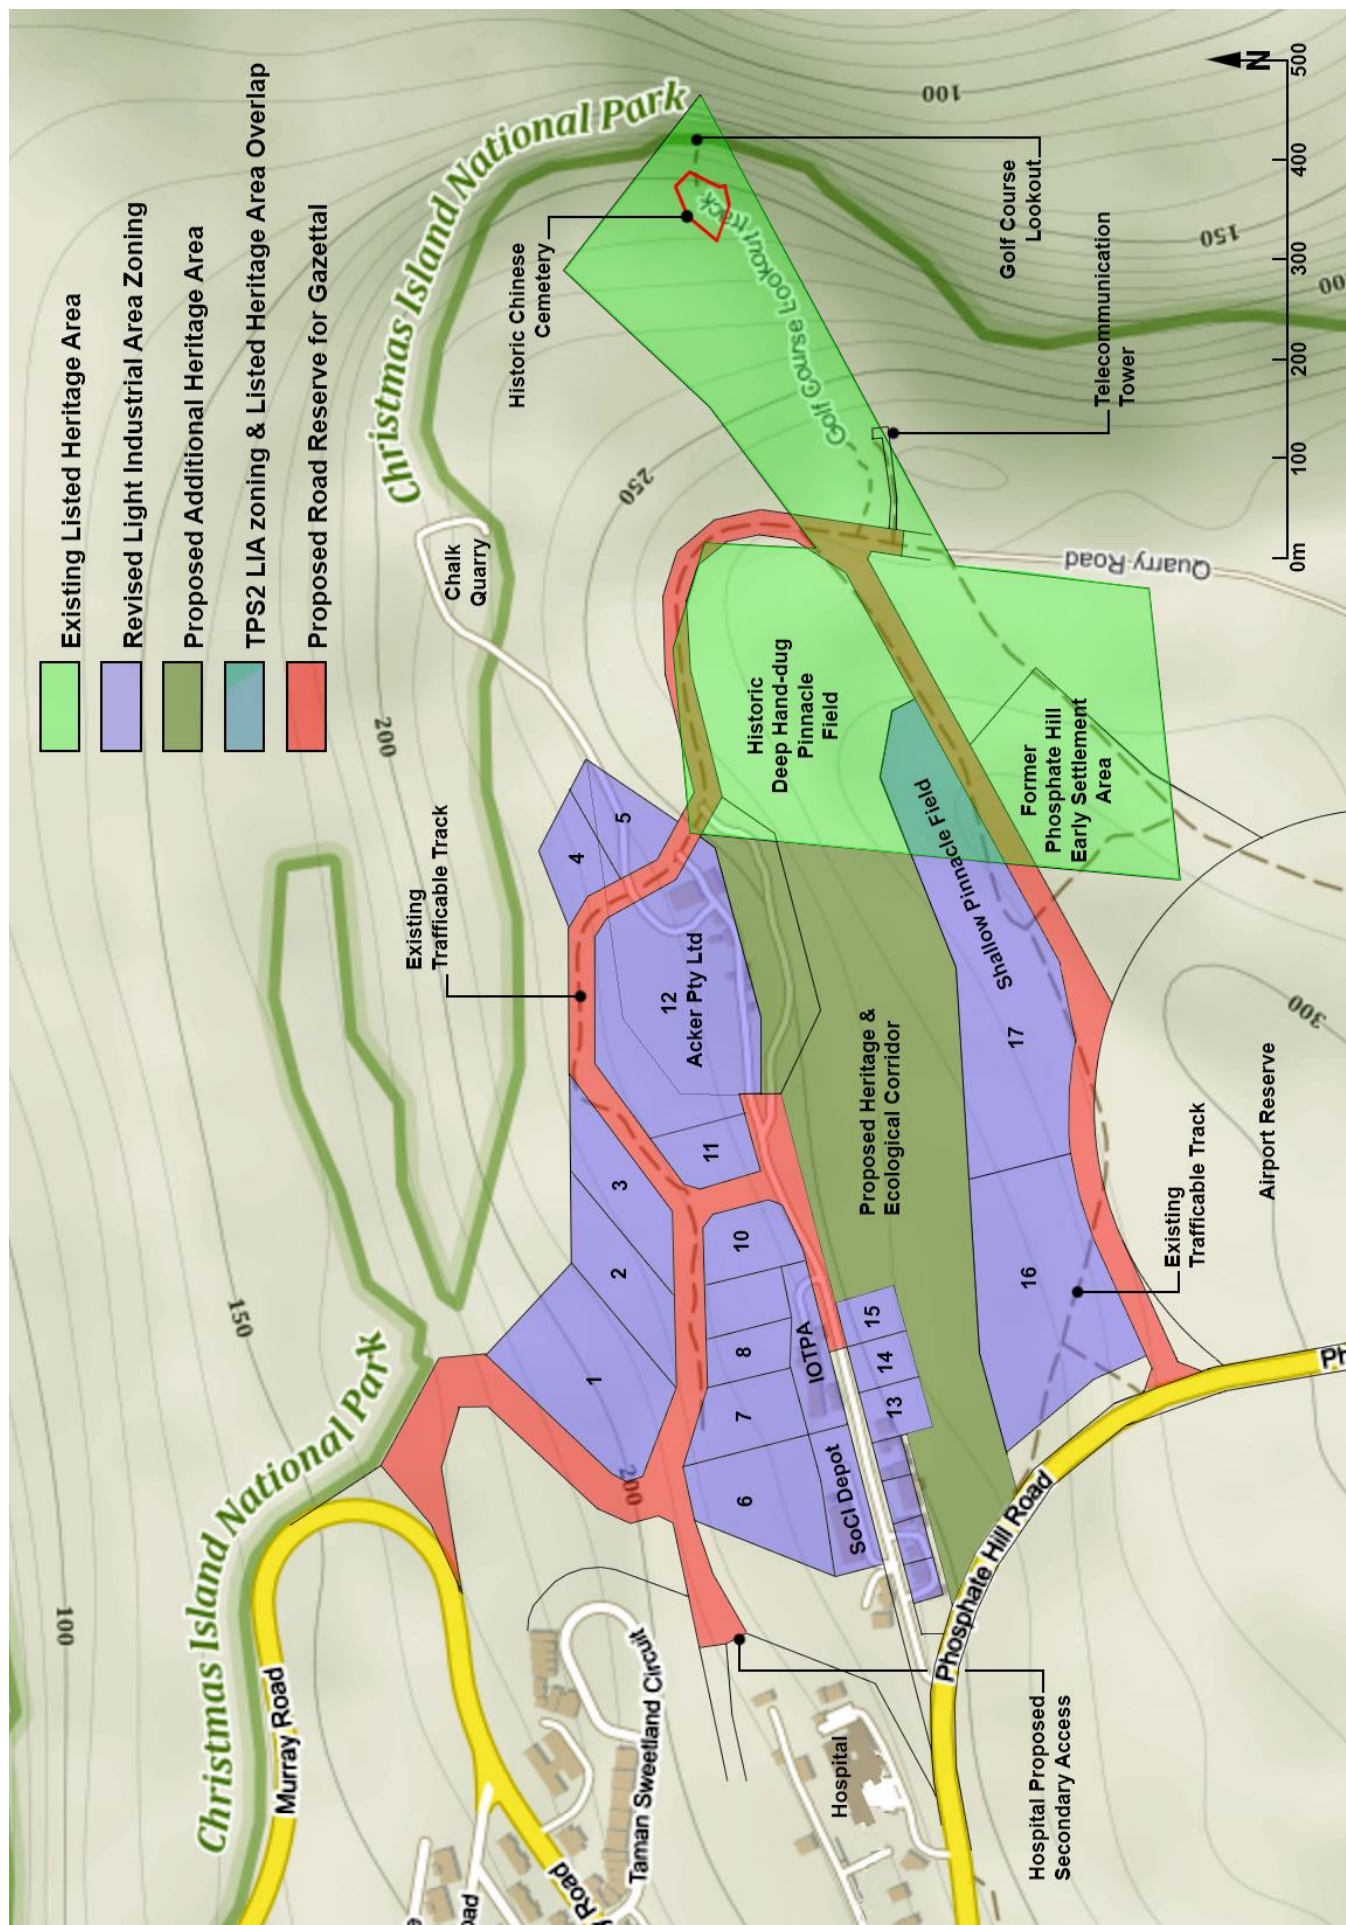 Existing Listed Heritage Area
Revised Light Industrial Area Zoning
Proposed Additional Heritage Area
TPS2 LIA zoning & Listed Heritage Area Overlap
Proposed Road Reserve for Gazettal
Christmas Island National Park
Christmas Island National Park
Murray Road
100
150
200
250
200
100
150
300
Chalk
Quarry
Historic Chinese
Cemetery
Golf Course Lookout track
Golf Course
Lookout
Telecommunication
Tower
Quarry Road
N
0m
100
200
300
400
500
Existing
Trafficable Track
Historic
Deep Hand-dug
Pinnacle
Field
Former
Phosphate Hill
Early Settlement
Area
Shallow Pinnacle Field
Proposed Heritage &
Ecological Corridor
1
2
3
4
5
6
7
8
10
11
12
Acker Pty Ltd
13
14
15
16
17
IOTPA
SoCI Depot
Existing
Trafficable Track
Airport Reserve
Phosphate Hill Road
Ph
Hospital
Hospital Proposed
Secondary Access
Taman Sweetland Circuit
Road
oad